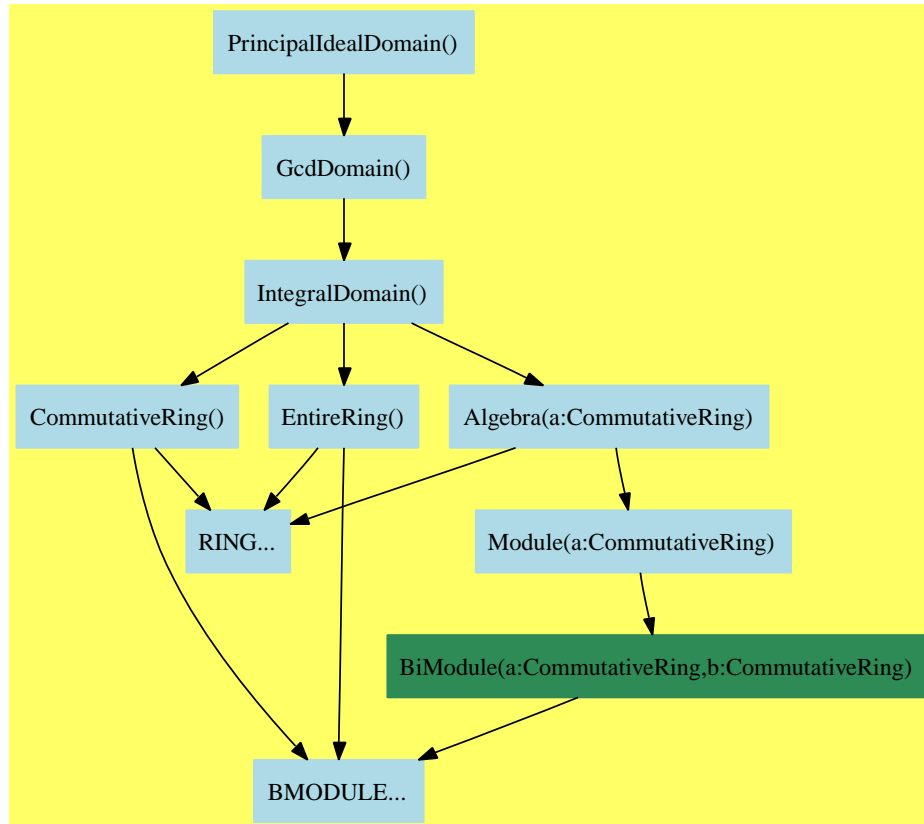 PrincipalIdealDomain()
GcdDomain()
IntegralDomain()
CommutativeRing()
EntireRing()
Algebra(a:CommutativeRing)
RING...
Module(a:CommutativeRing)
BiModule(a:CommutativeRing,b:CommutativeRing)
BMODULE...